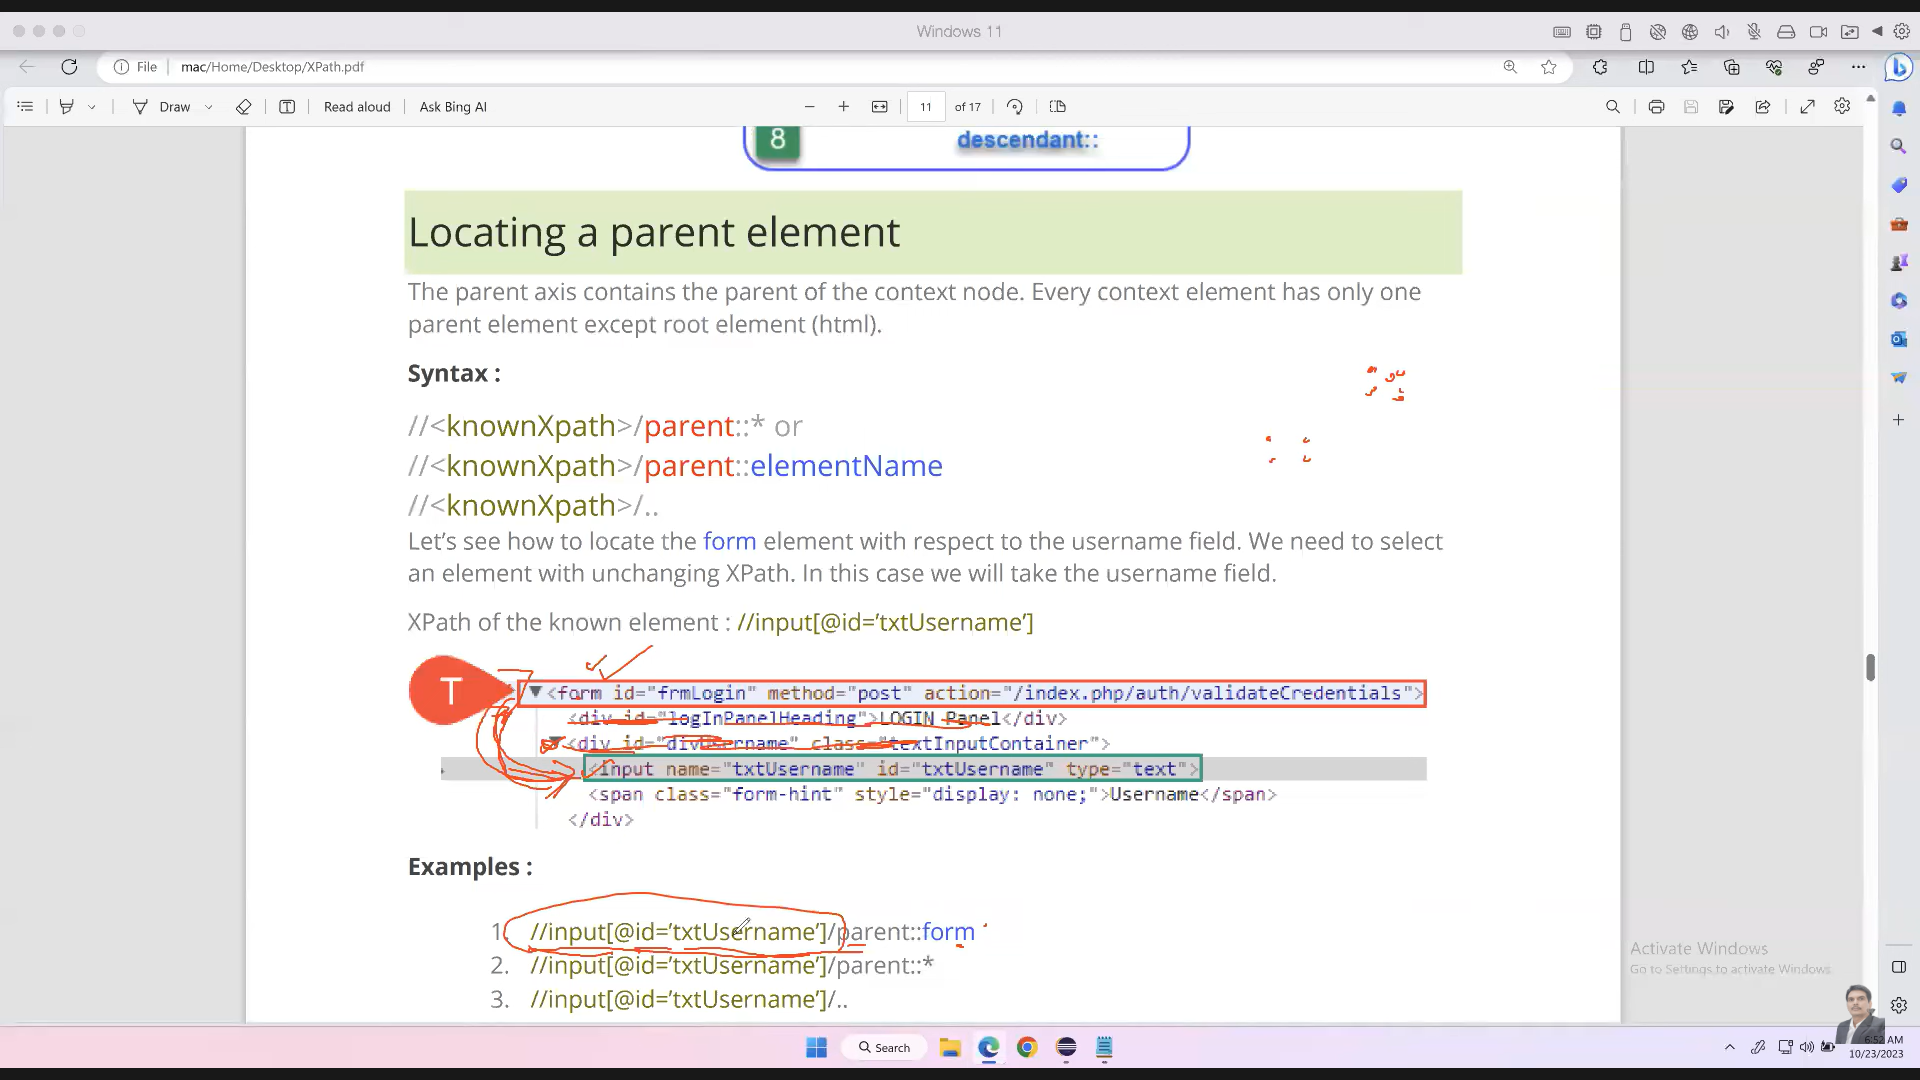 Windows 11
File mac/Home/Desktop/XPath.pdf
Draw Read aloud Ask Bing AI 11 of 17
8 descendant::
Locating a parent element
The parent axis contains the parent of the context node. Every context element has only one
parent element except root element (html).
Syntax :
//<knownXpath>/parent::* or
//<knownXpath>/parent::elementName
//<knownXpath>/..
Let’s see how to locate the form element with respect to the username field. We need to select
an element with unchanging XPath. In this case we will take the username field.
XPath of the known element : //input[@id=’txtUsername’]
T
<form id="frmLogin" method="post" action="/index.php/auth/validateCredentials">
<div id="logInPanelHeading">LOGIN Panel</div>
<div id="divUsername" class="textInputContainer">
<input name="txtUsername" id="txtUsername" type="text">
<span class="form-hint" style="display: none;">Username</span>
</div>
Examples :
1. //input[@id=’txtUsername’]/parent::form
2. //input[@id=’txtUsername’]/parent::*
3. //input[@id=’txtUsername’]/..
Activate Windows
Go to Settings to activate Windows.
Search
6:52 AM
10/23/2023